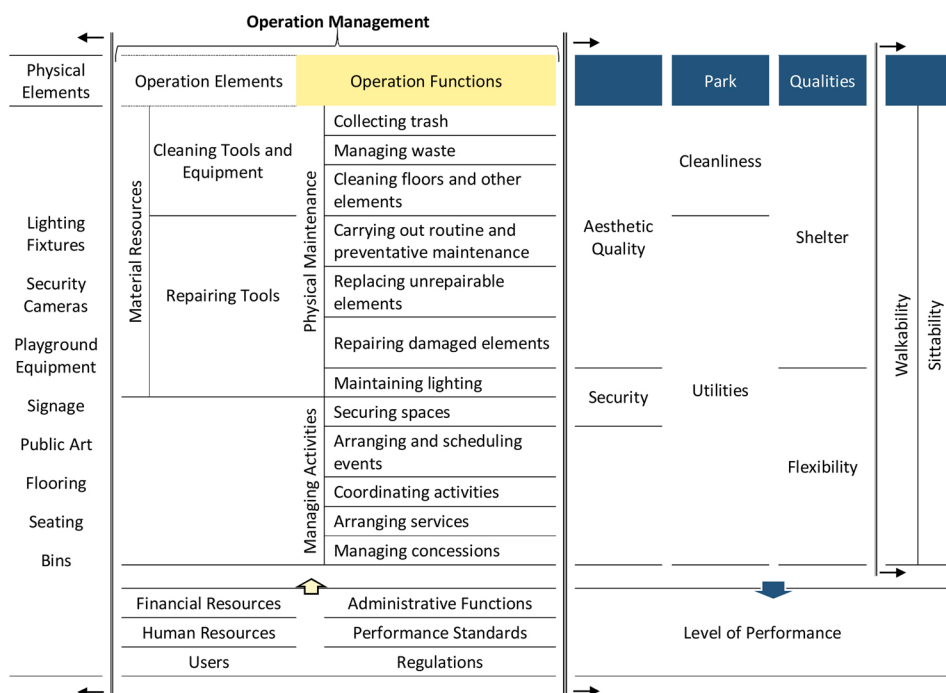 Operation Management
Physical
Elements
Operation Elements
Operation Functions
Park
Qualities
Lighting
Fixtures
Security
Cameras
Playground
Equipment
Signage
Public Art
Flooring
Seating
Bins
Material Resources
Cleaning Tools and
Equipment
Repairing Tools
Physical Maintenance
Collecting trash
Managing waste
Cleaning floors and other
elements
Carrying out routine and
preventative maintenance
Replacing unrepairable
elements
Repairing damaged elements
Maintaining lighting
Managing Activities
Securing spaces
Arranging and scheduling
events
Coordinating activities
Arranging services
Managing concessions
Aesthetic
Quality
Security
Cleanliness
Utilities
Shelter
Flexibility
Walkability
Sittability
Financial Resources
Human Resources
Users
Administrative Functions
Performance Standards
Regulations
Level of Performance